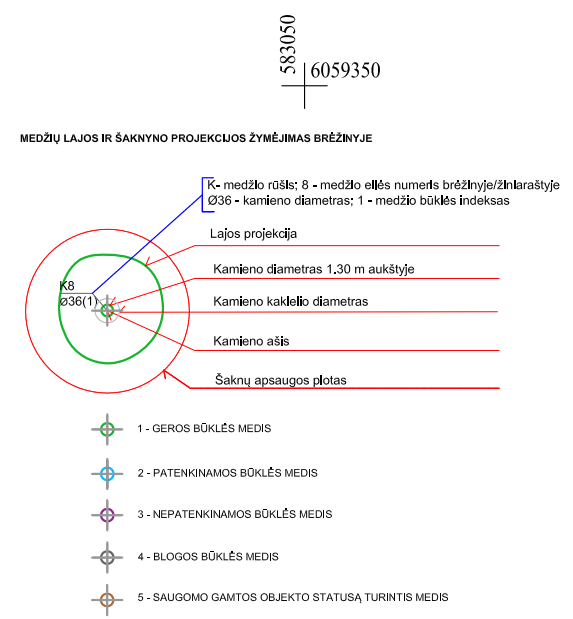 583050
6059350
MEDŽIŲ LAJOS IR ŠAKNYNO PROJEKCIJOS ŽYMĖJIMAS BRĖŽINYJE
K- medžio rūšis; 8 - medžio eilės numeris brėžinyje/žiniaraštyje
Ø36 - kamieno diametras; 1 - medžio būklės indeksas
Lajos projekcija
Kamieno diametras 1.30 m aukštyje
K8
Ø36(1)
Kamieno kaklelio diametras
Kamieno ašis
Šaknų apsaugos plotas
1 - GEROS BŪKLĖS MEDIS
2 - PATENKINAMOS BŪKLĖS MEDIS
3 - NEPATENKINAMOS BŪKLĖS MEDIS
4 - BLOGOS BŪKLĖS MEDIS
5 - SAUGOMO GAMTOS OBJEKTO STATUSĄ TURINTIS MEDIS